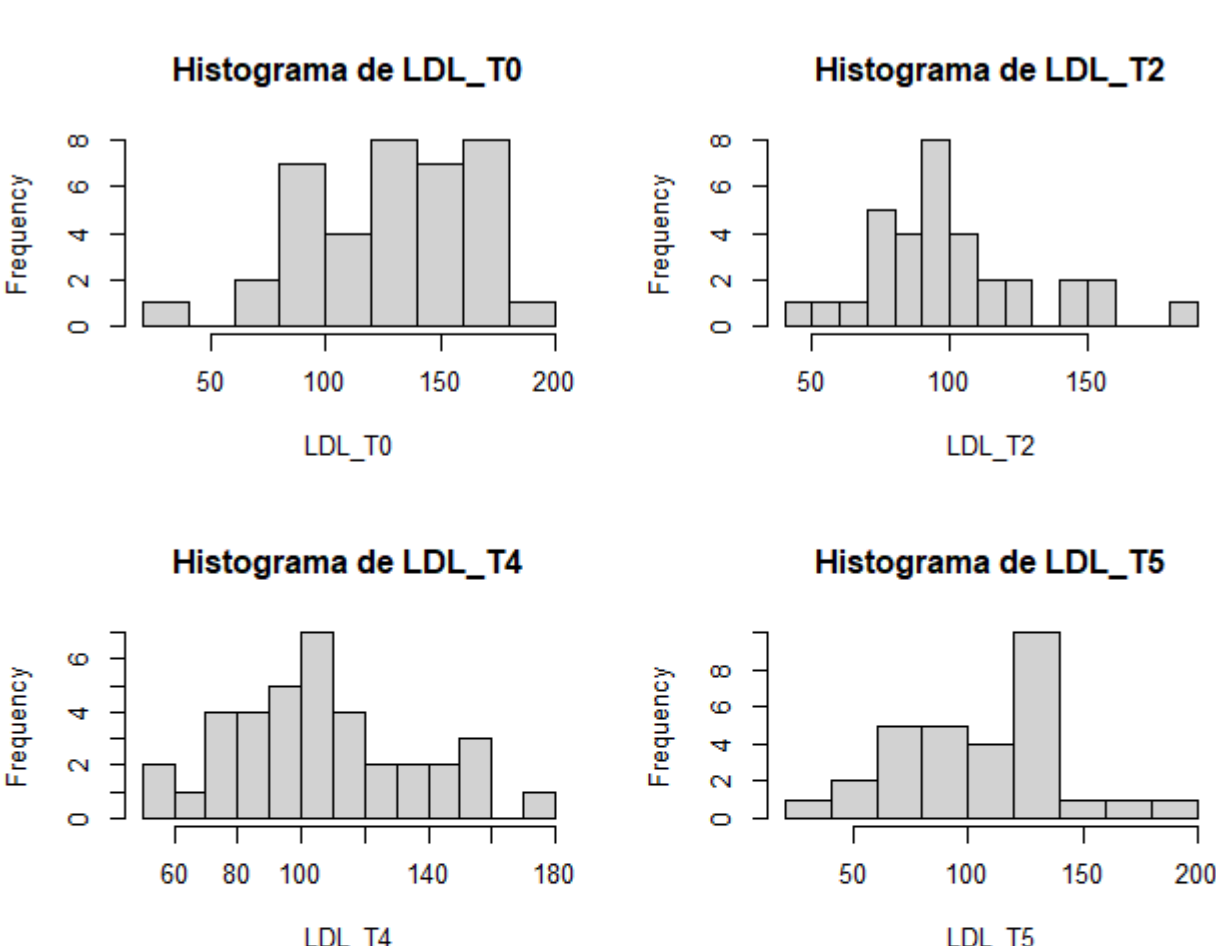 Histograma de LDL_T0
Frequency
0 2 4 6 8
50 100 150 200
LDL_T0
Histograma de LDL_T2
Frequency
0 2 4 6 8
50 100 150
LDL_T2
Histograma de LDL_T4
Frequency
0 2 4 6
60 80 100 140 180
LDL_T4
Histograma de LDL_T5
Frequency
0 2 4 6 8
50 100 150 200
LDL_T5